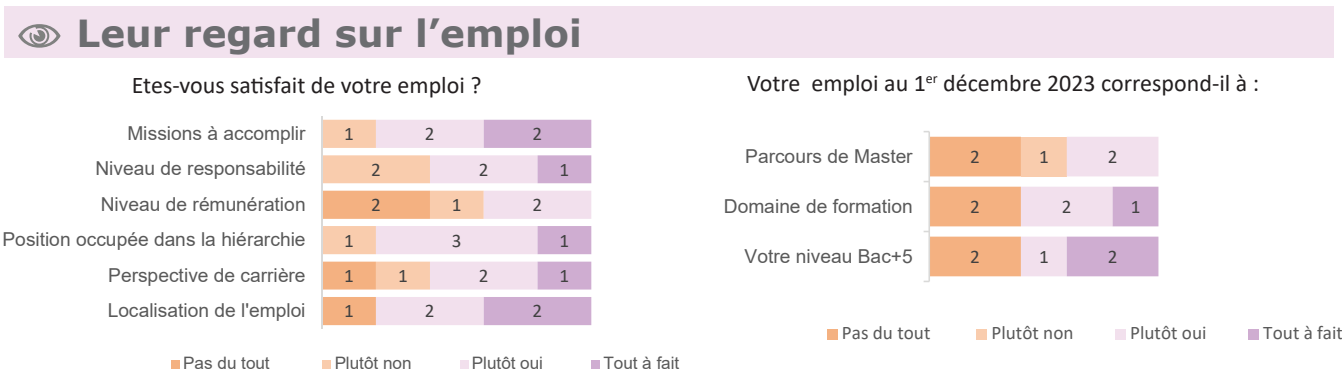 Leur regard sur l’emploi
Etes-vous satisfait de votre emploi ?
Missions à accomplir 1 2 2
Niveau de responsabilité 2 2 1
Niveau de rémunération 2 1 2
Position occupée dans la hiérarchie 1 3 1
Perspective de carrière 1 1 2 1
Localisation de l'emploi 1 2 2
Pas du tout Plutôt non Plutôt oui Tout à fait
Votre emploi au 1er décembre 2023 correspond-il à :
Parcours de Master 2 1 2
Domaine de formation 2 2 1
Votre niveau Bac+5 2 1 2
Pas du tout Plutôt non Plutôt oui Tout à fait